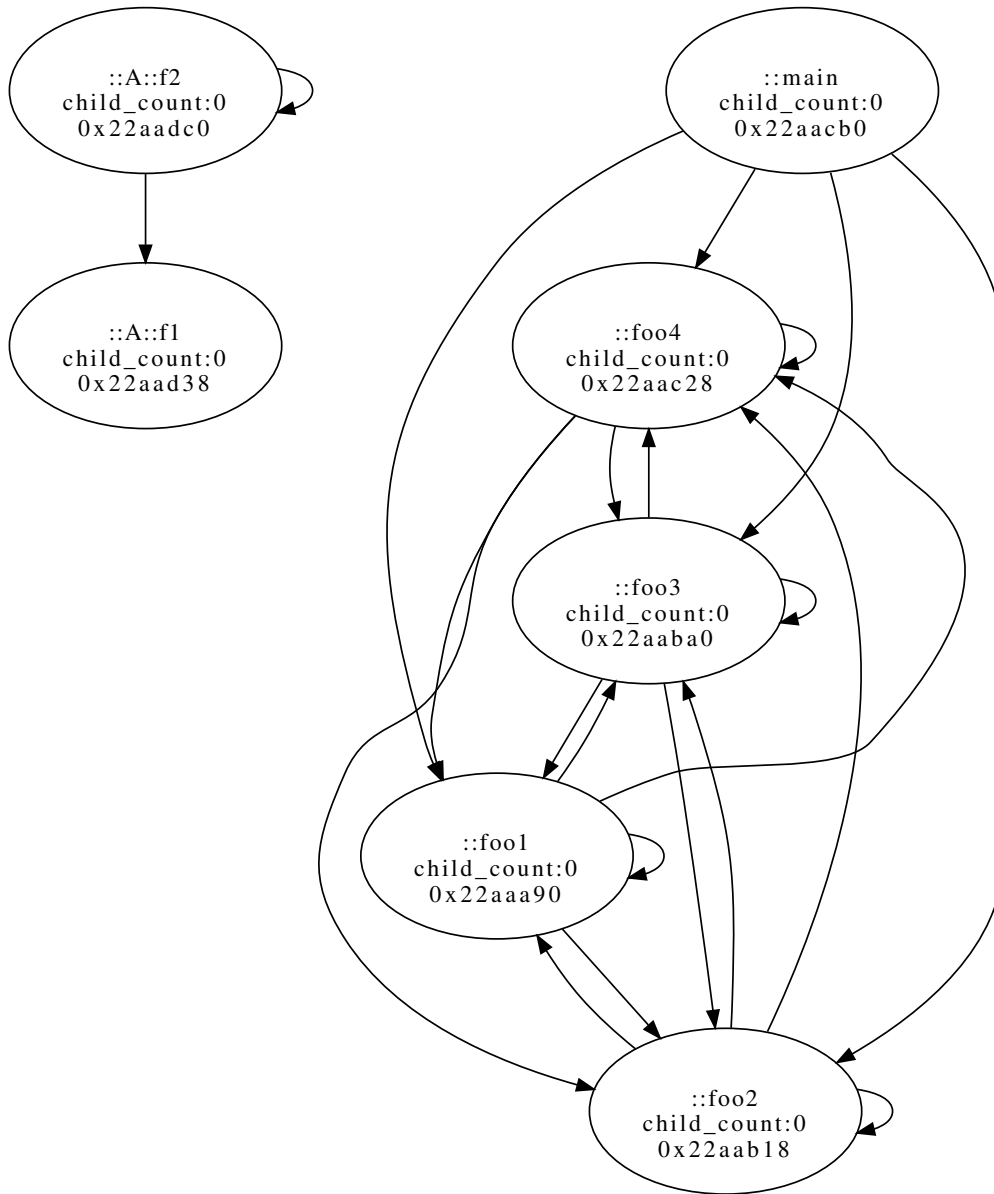 ::A::f2
child_count:0
0x22aadc0
::main
child_count:0
0x22aacb0
::A::f1
child_count:0
0x22aad38
::foo4
child_count:0
0x22aac28
::foo3
child_count:0
0x22aaba0
::foo1
child_count:0
0x22aaa90
::foo2
child_count:0
0x22aab18